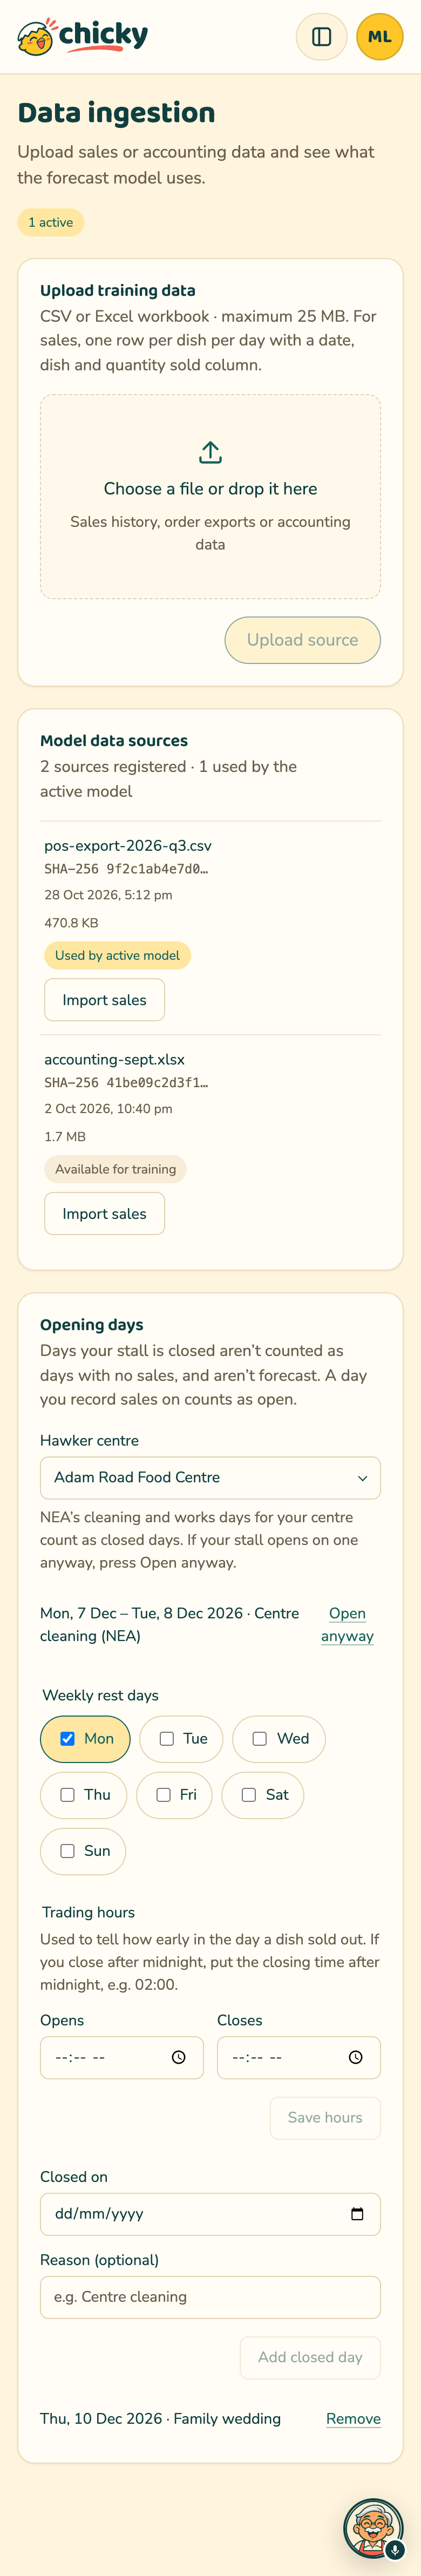 chicky
ML
Data ingestion
Upload sales or accounting data and see what
the forecast model uses.
1 active
Upload training data
CSV or Excel workbook · maximum 25 MB. For
sales, one row per dish per day with a date,
dish and quantity sold column.
Choose a file or drop it here
Sales history, order exports or accounting
data
Upload source
Model data sources
2 sources registered · 1 used by the
active model
pos-export-2026-q3.csv
SHA-256 9f2c1ab4e7d0…
28 Oct 2026, 5:12 pm
470.8 KB
Used by active model
Import sales
accounting-sept.xlsx
SHA-256 41be09c2d3f1…
2 Oct 2026, 10:40 pm
1.7 MB
Available for training
Import sales
Opening days
Days your stall is closed aren’t counted as
days with no sales, and aren’t forecast. A day
you record sales on counts as open.
Hawker centre
Adam Road Food Centre
NEA’s cleaning and works days for your centre
count as closed days. If your stall opens on one
anyway, press Open anyway.
Mon, 7 Dec – Tue, 8 Dec 2026 · Centre
cleaning (NEA)
Open
anyway
Weekly rest days
Mon
Tue
Wed
Thu
Fri
Sat
Sun
Trading hours
Used to tell how early in the day a dish sold out. If
you close after midnight, put the closing time after
midnight, e.g. 02:00.
Opens
Closes
--:-- --
--:-- --
Save hours
Closed on
dd/mm/yyyy
Reason (optional)
e.g. Centre cleaning
Add closed day
Thu, 10 Dec 2026 · Family wedding
Remove